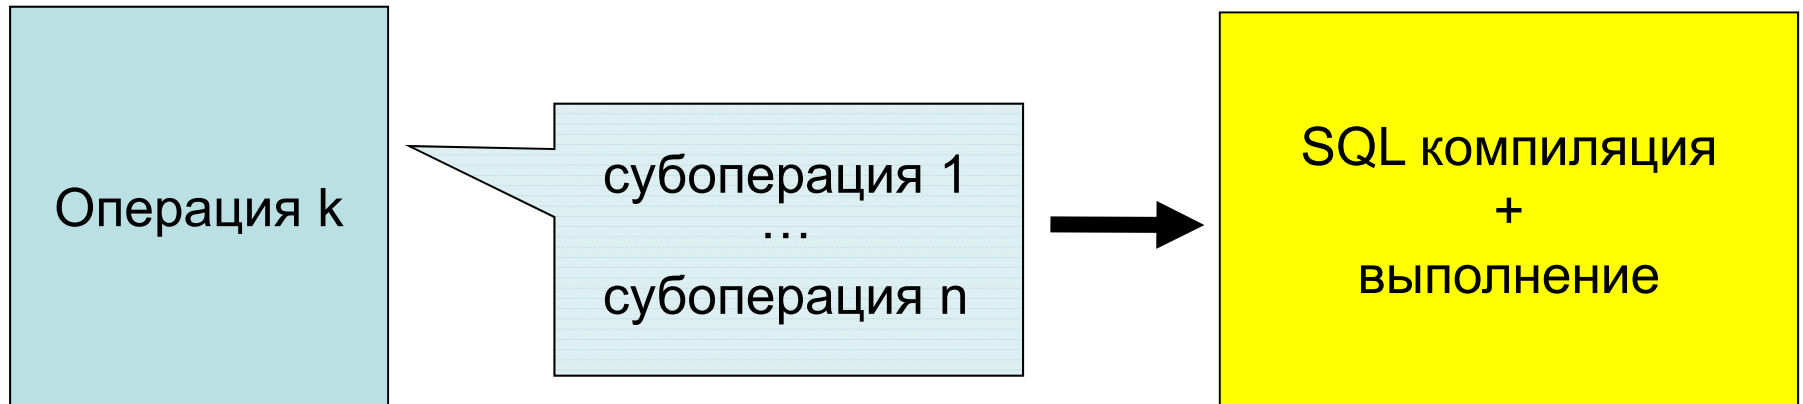 Операция k
субоперация 1
...
субоперация n
SQL компиляция
+
выполнение